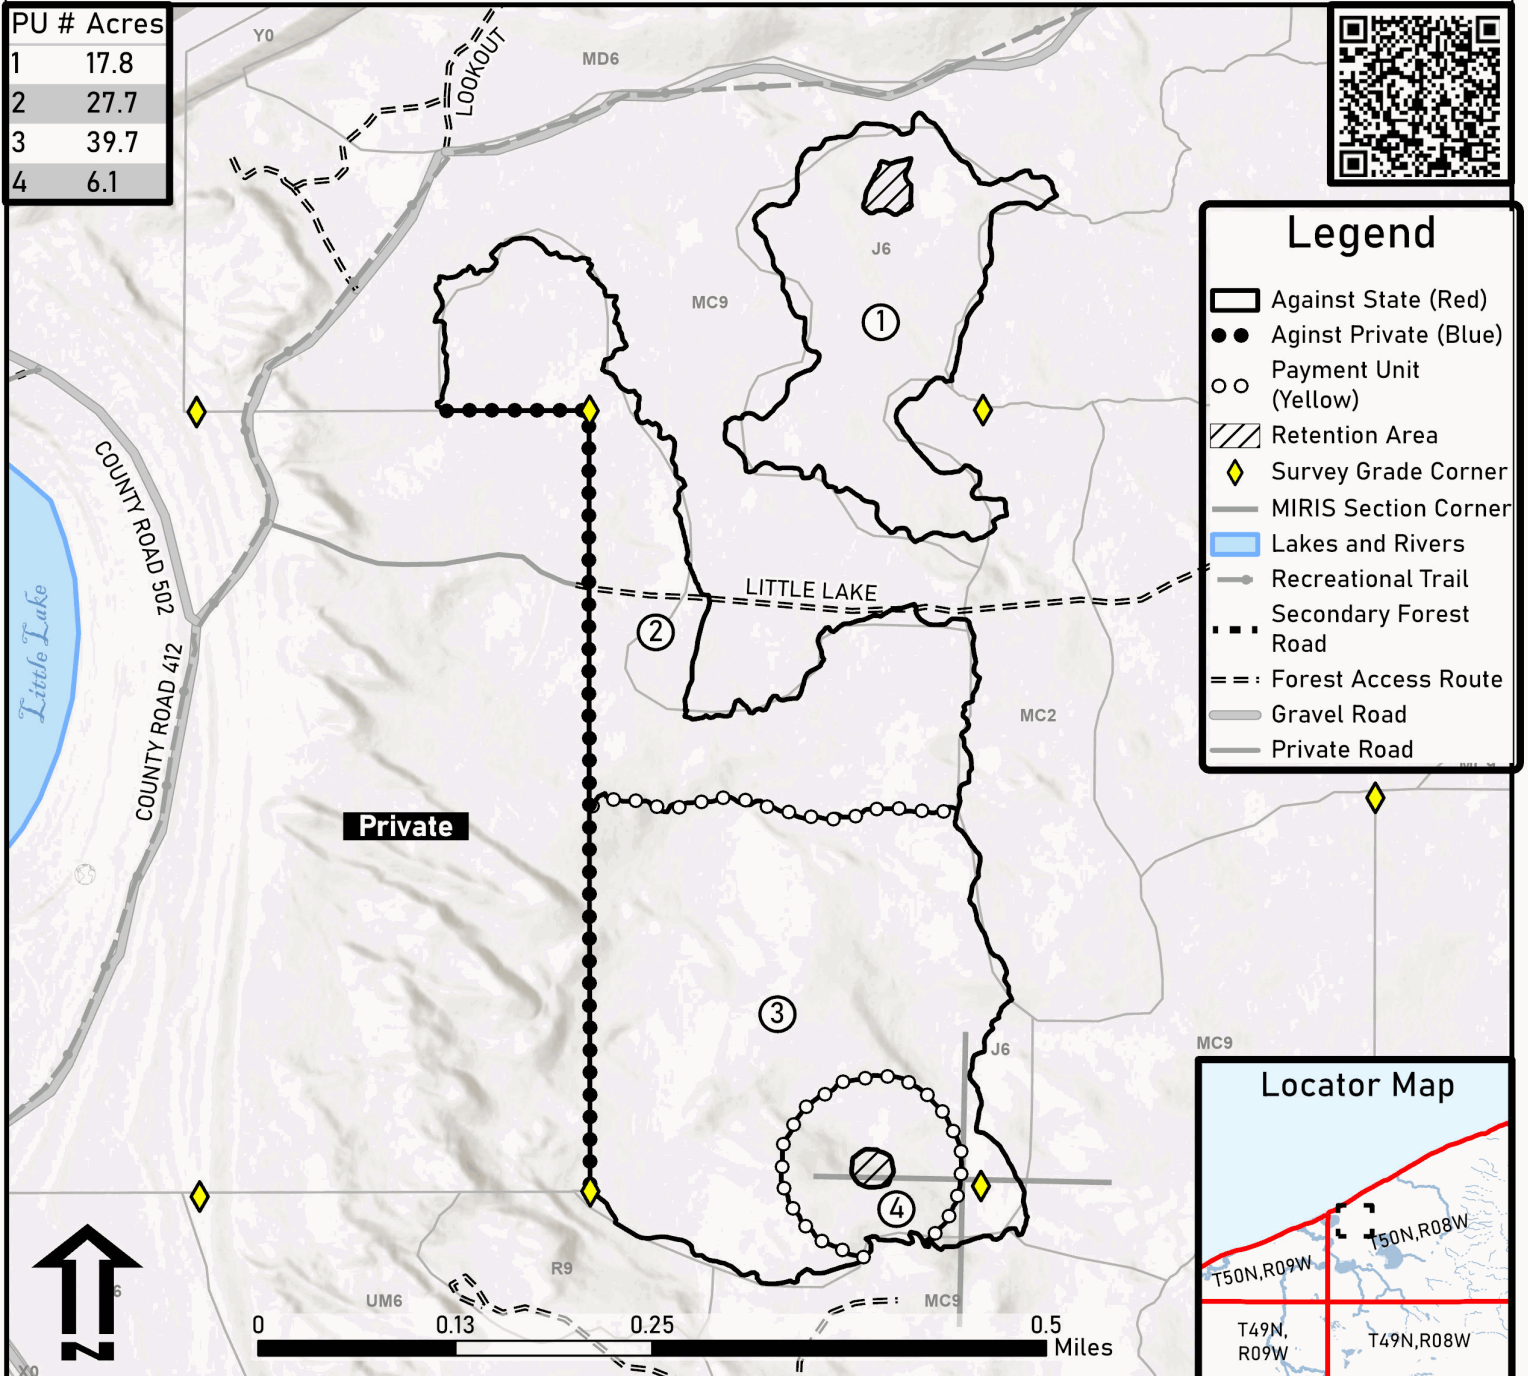 PU # Acres
1 17.8
2 27.7
3 39.7
4 6.1
Y0
MD6
LOOKOUT
J6
MC9
1
Legend
Against State (Red)
Aginst Private (Blue)
Payment Unit
(Yellow)
Retention Area
Survey Grade Corner
MIRIS Section Corner
Lakes and Rivers
Recreational Trail
Secondary Forest
Road
Forest Access Route
Gravel Road
Private Road
COUNTY ROAD 502
LITTLE LAKE
Little Lake
2
COUNTY ROAD 412
MC2
Private
3
J6
MC9
4
R9
UM6
MC9
6
X0
N
0 0.13 0.25 0.5
Miles
Locator Map
T50N,R08W
T50N,R09W
T49N,
R09W
T49N,R08W